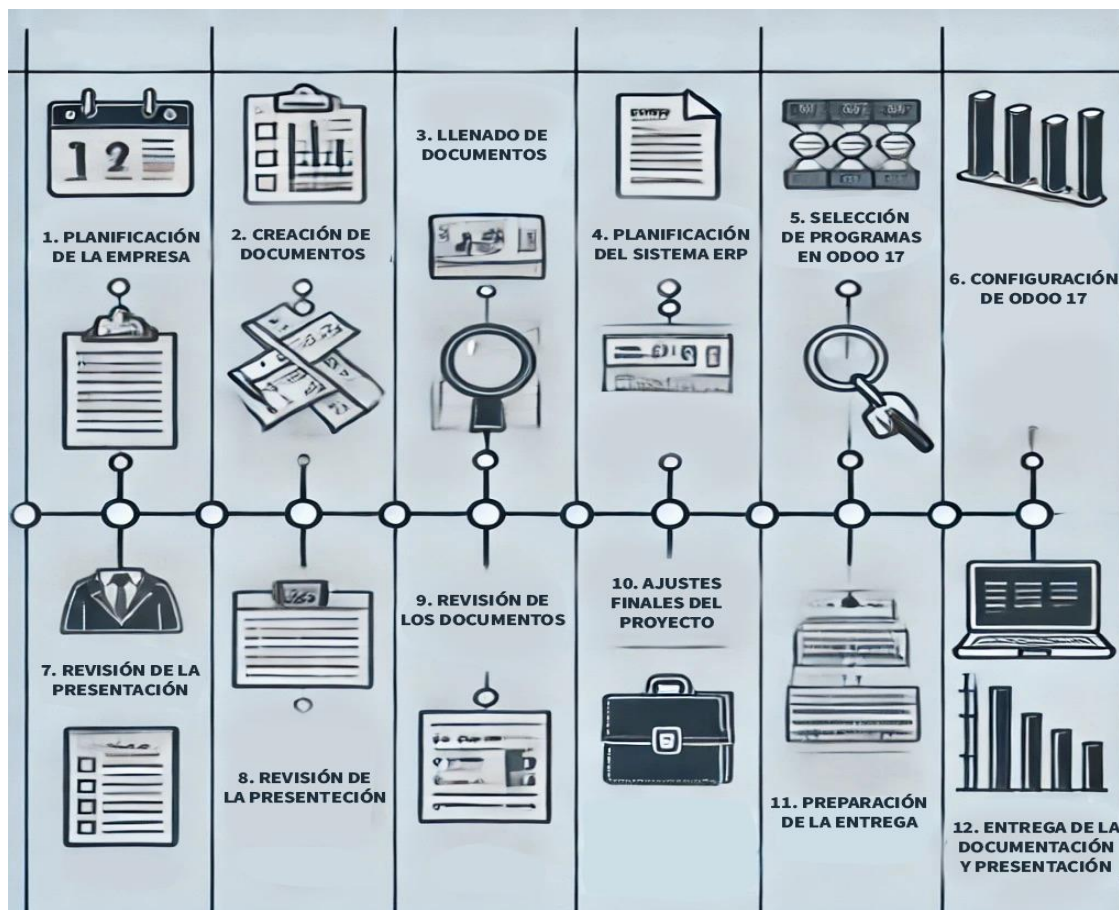 12
1. PLANIFICACIÓN
DE LA EMPRESA
2. CREACIÓN DE
DOCUMENTOS
3. LLENADO DE
DOCUMENTOS
4. PLANIFICACIÓN
DEL SISTEMA ERP
5. SELECCIÓN
DE PROGRAMAS
EN ODOO 17
6. CONFIGURACIÓN
DE ODOO 17
7. REVISIÓN DE LA
PRESENTACIÓN
8. REVISIÓN DE
LA PRESENTECIÓN
9. REVISIÓN DE
LOS DOCUMENTOS
10. AJUSTES
FINALES DEL
PROYECTO
11. PREPARACIÓN
DE LA ENTREGA
12. ENTREGA DE LA
DOCUMENTACIÓN
Y PRESENTACIÓN